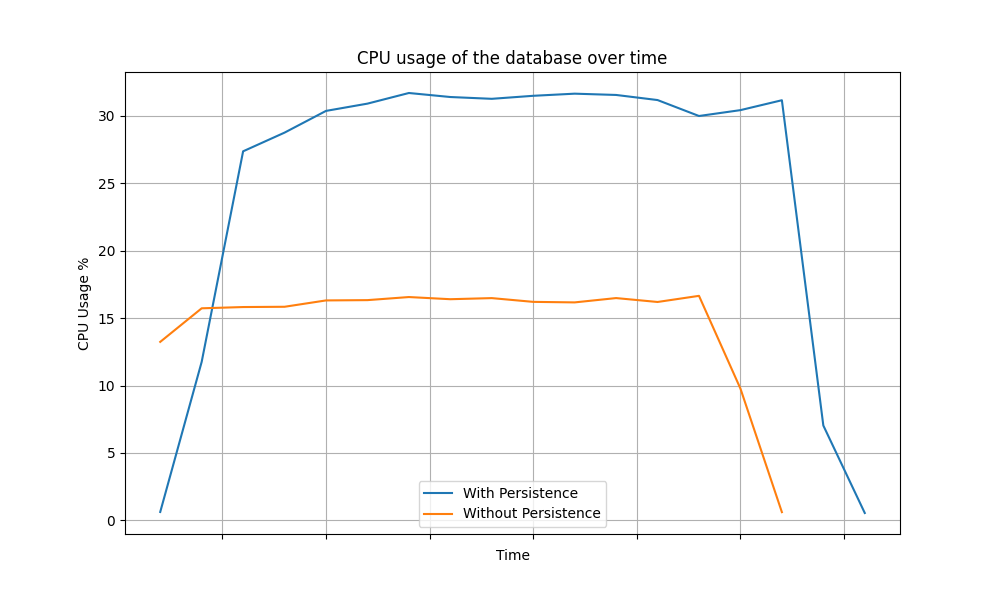 CPU usage of the database over time
CPU Usage %
30
25
20
15
10
5
0
With Persistence
Without Persistence
Time